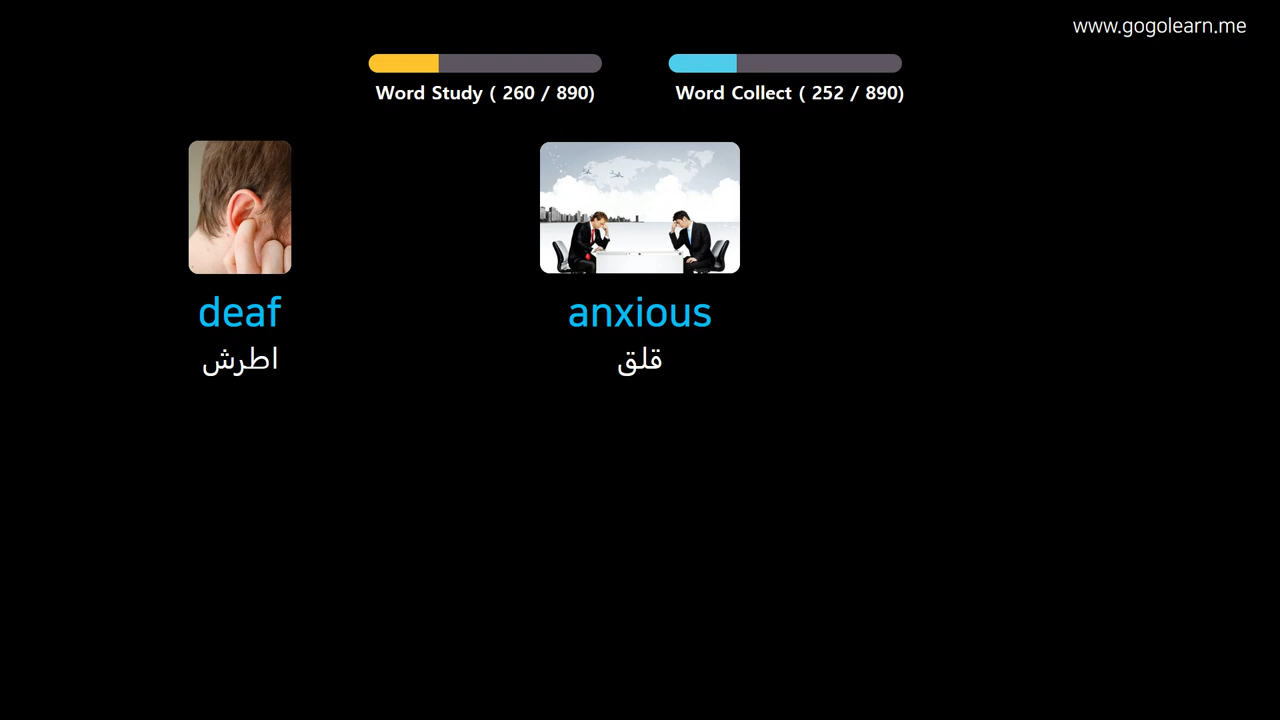 www.gogolearn.me
Word Study ( 260 / 890)
Word Collect ( 252 / 890)
deaf
anxious
اطرش
قلق